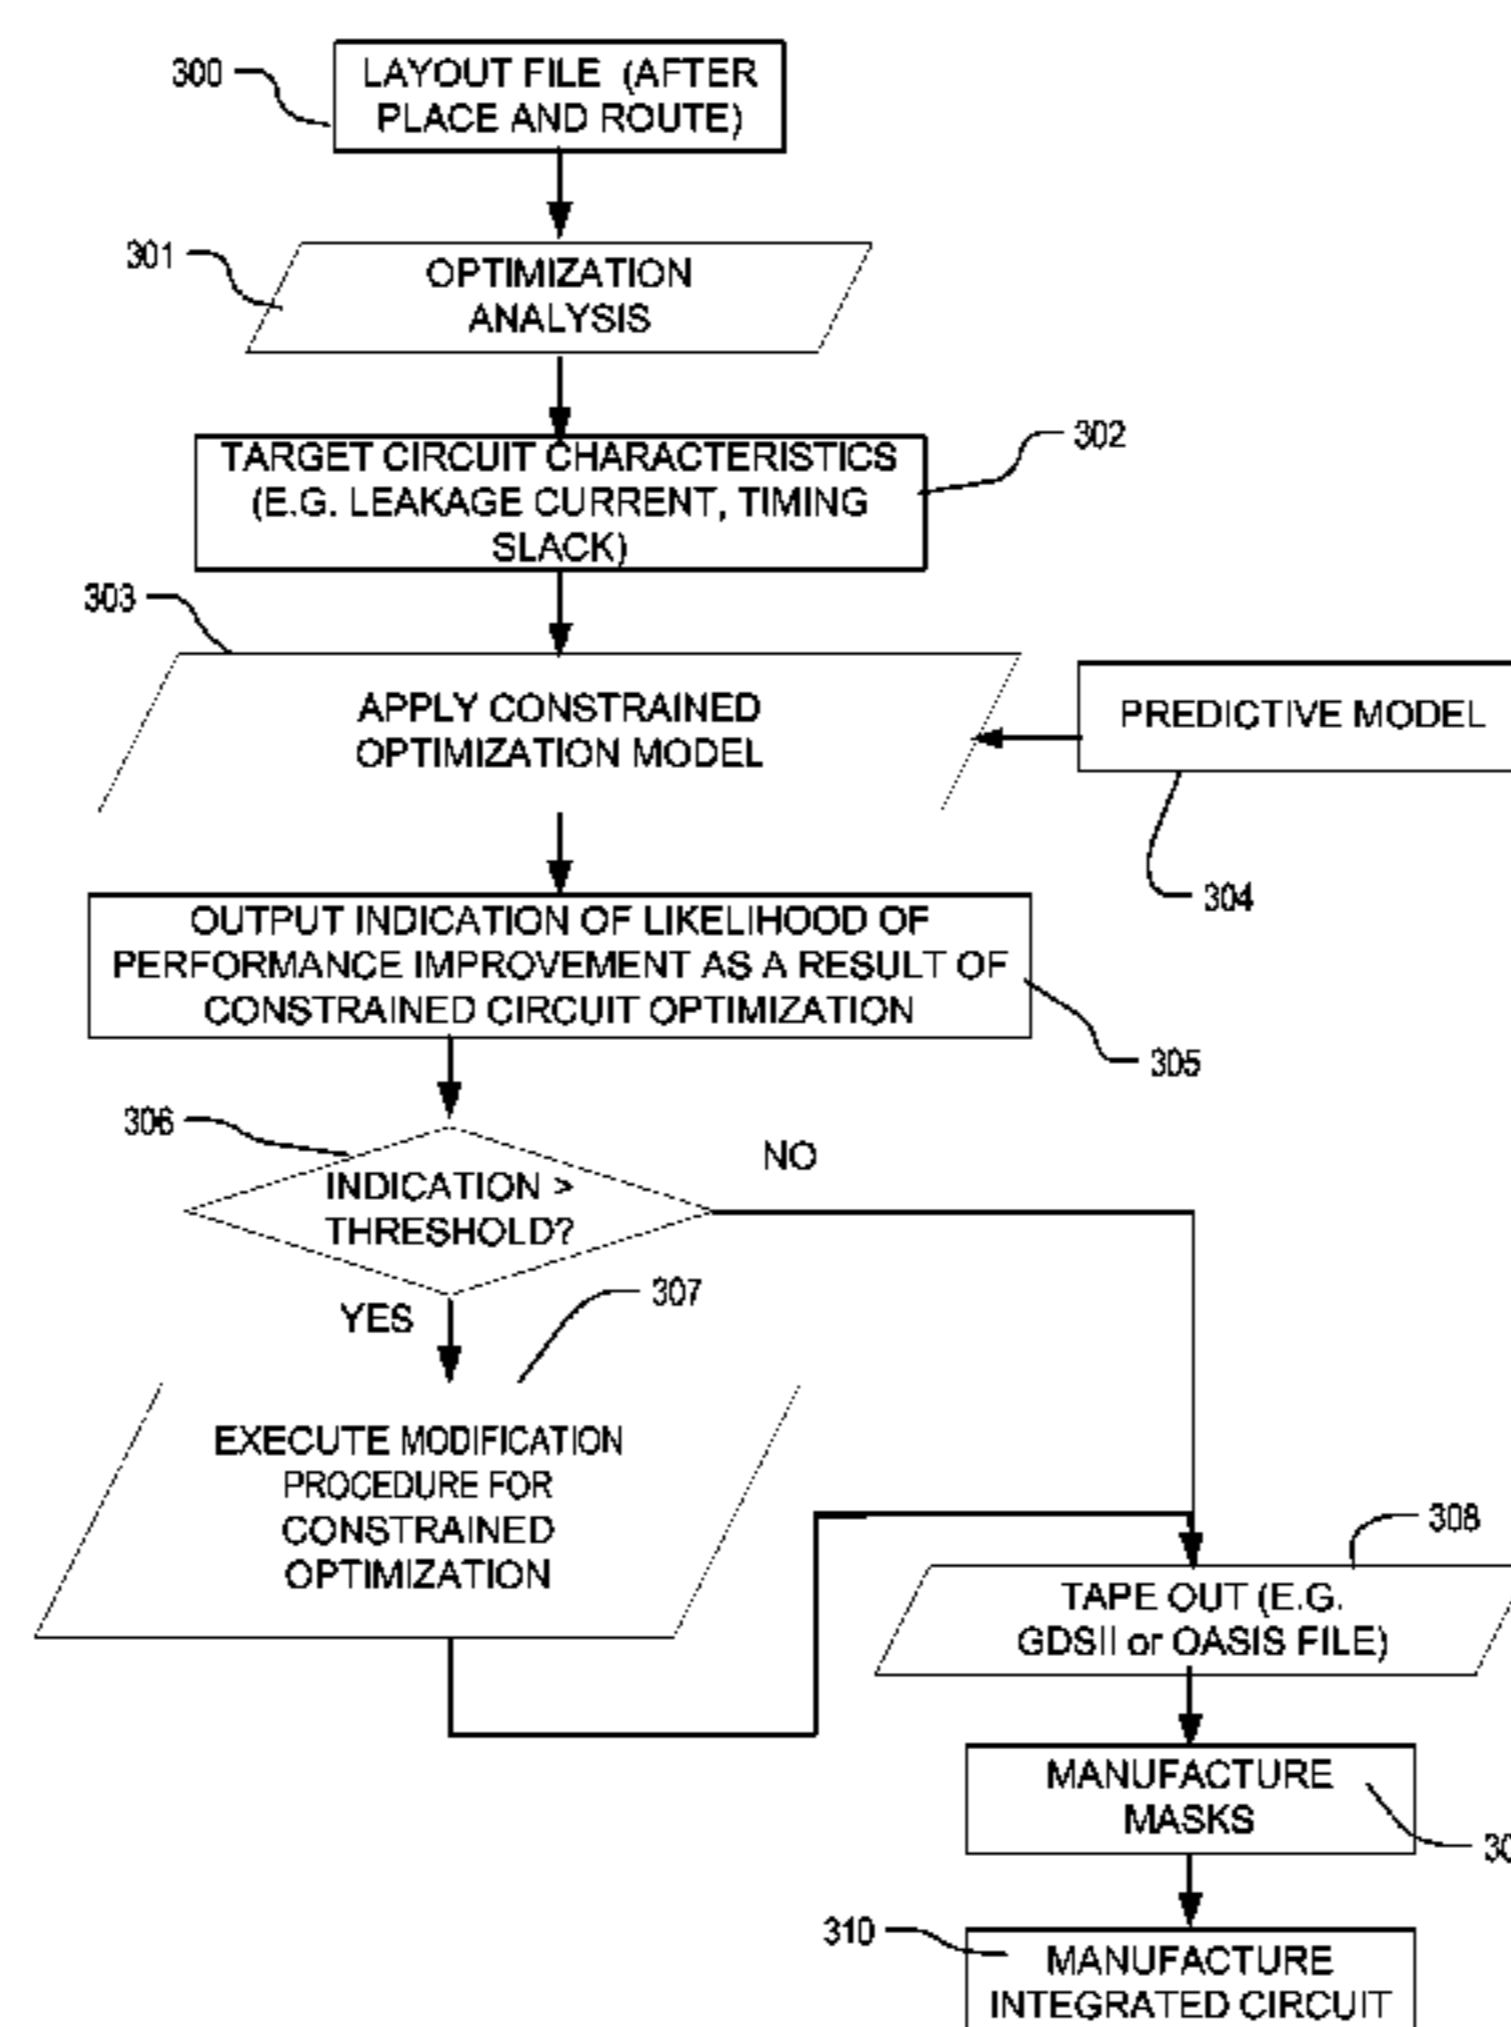 300
LAYOUT FILE (AFTER
PLACE AND ROUTE)
301
OPTIMIZATION
ANALYSIS
302
TARGET CIRCUIT CHARACTERISTICS
(E.G. LEAKAGE CURRENT, TIMING
SLACK)
303
APPLY CONSTRAINED
OPTIMIZATION MODEL
PREDICTIVE MODEL
304
OUTPUT INDICATION OF LIKELIHOOD OF
PERFORMANCE IMPROVEMENT AS A RESULT OF
CONSTRAINED CIRCUIT OPTIMIZATION
305
306
INDICATION >
THRESHOLD?
NO
YES
307
EXECUTE MODIFICATION
PROCEDURE FOR
CONSTRAINED
OPTIMIZATION
308
TAPE OUT (E.G.
GDSII or OASIS FILE)
MANUFACTURE
MASKS
310
MANUFACTURE
INTEGRATED CIRCUIT